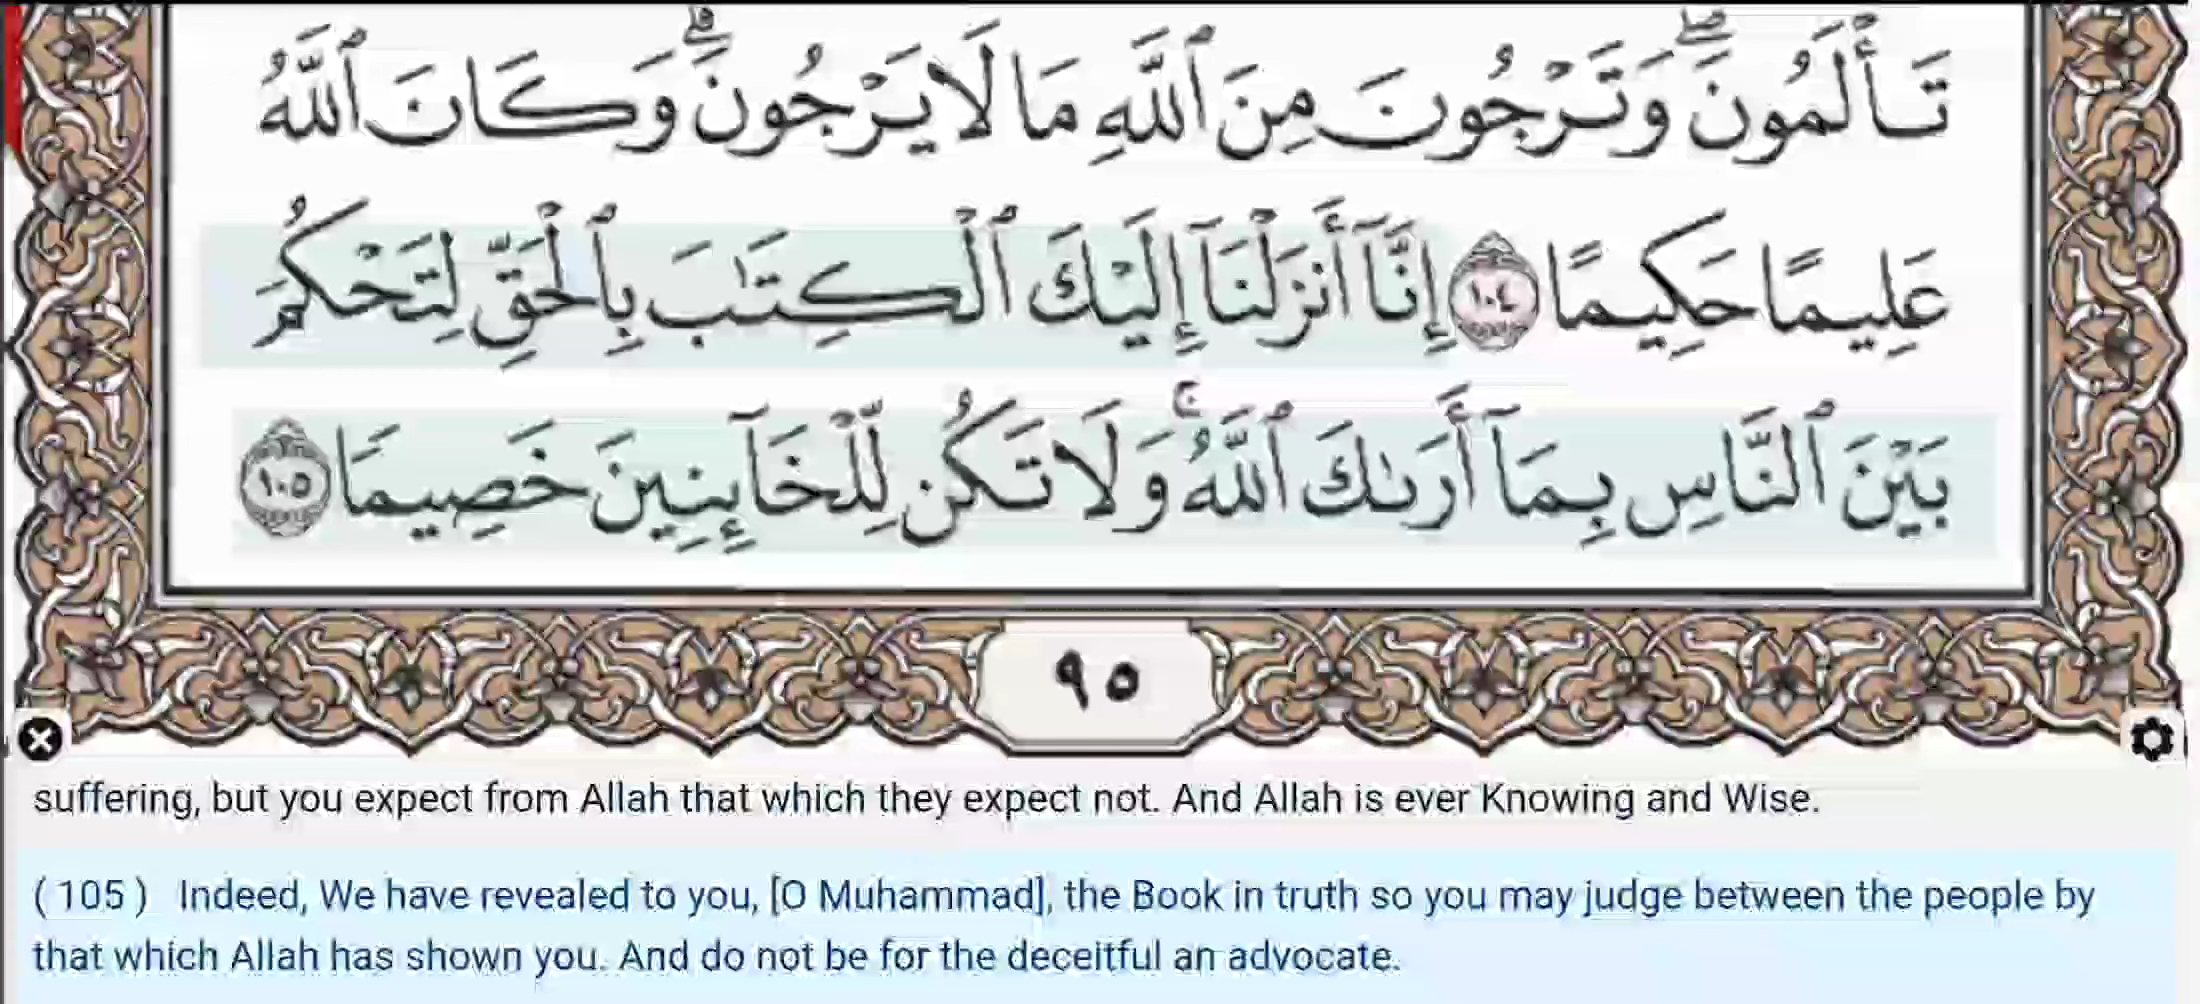 تَأْلَمُونَ ۖ وَتَرْجُونَ مِنَ ٱللَّهِ مَا لَا يَرْجُونَ ۗ وَكَانَ ٱللَّهُ
عَلِيمًا حَكِيمًا ١٠٤ إِنَّآ أَنزَلْنَآ إِلَيْكَ ٱلْكِتَٰبَ بِٱلْحَقِّ لِتَحْكُمَ
بَيْنَ ٱلنَّاسِ بِمَآ أَرَىٰكَ ٱللَّهُ ۚ وَلَا تَكُن لِّلْخَآئِنِينَ خَصِيمًا ١٠٥
٩٥
suffering, but you expect from Allah that which they expect not. And Allah is ever Knowing and Wise.
( 105 ) Indeed, We have revealed to you, [O Muhammad], the Book in truth so you may judge between the people by
that which Allah has shown you. And do not be for the deceitful an advocate.